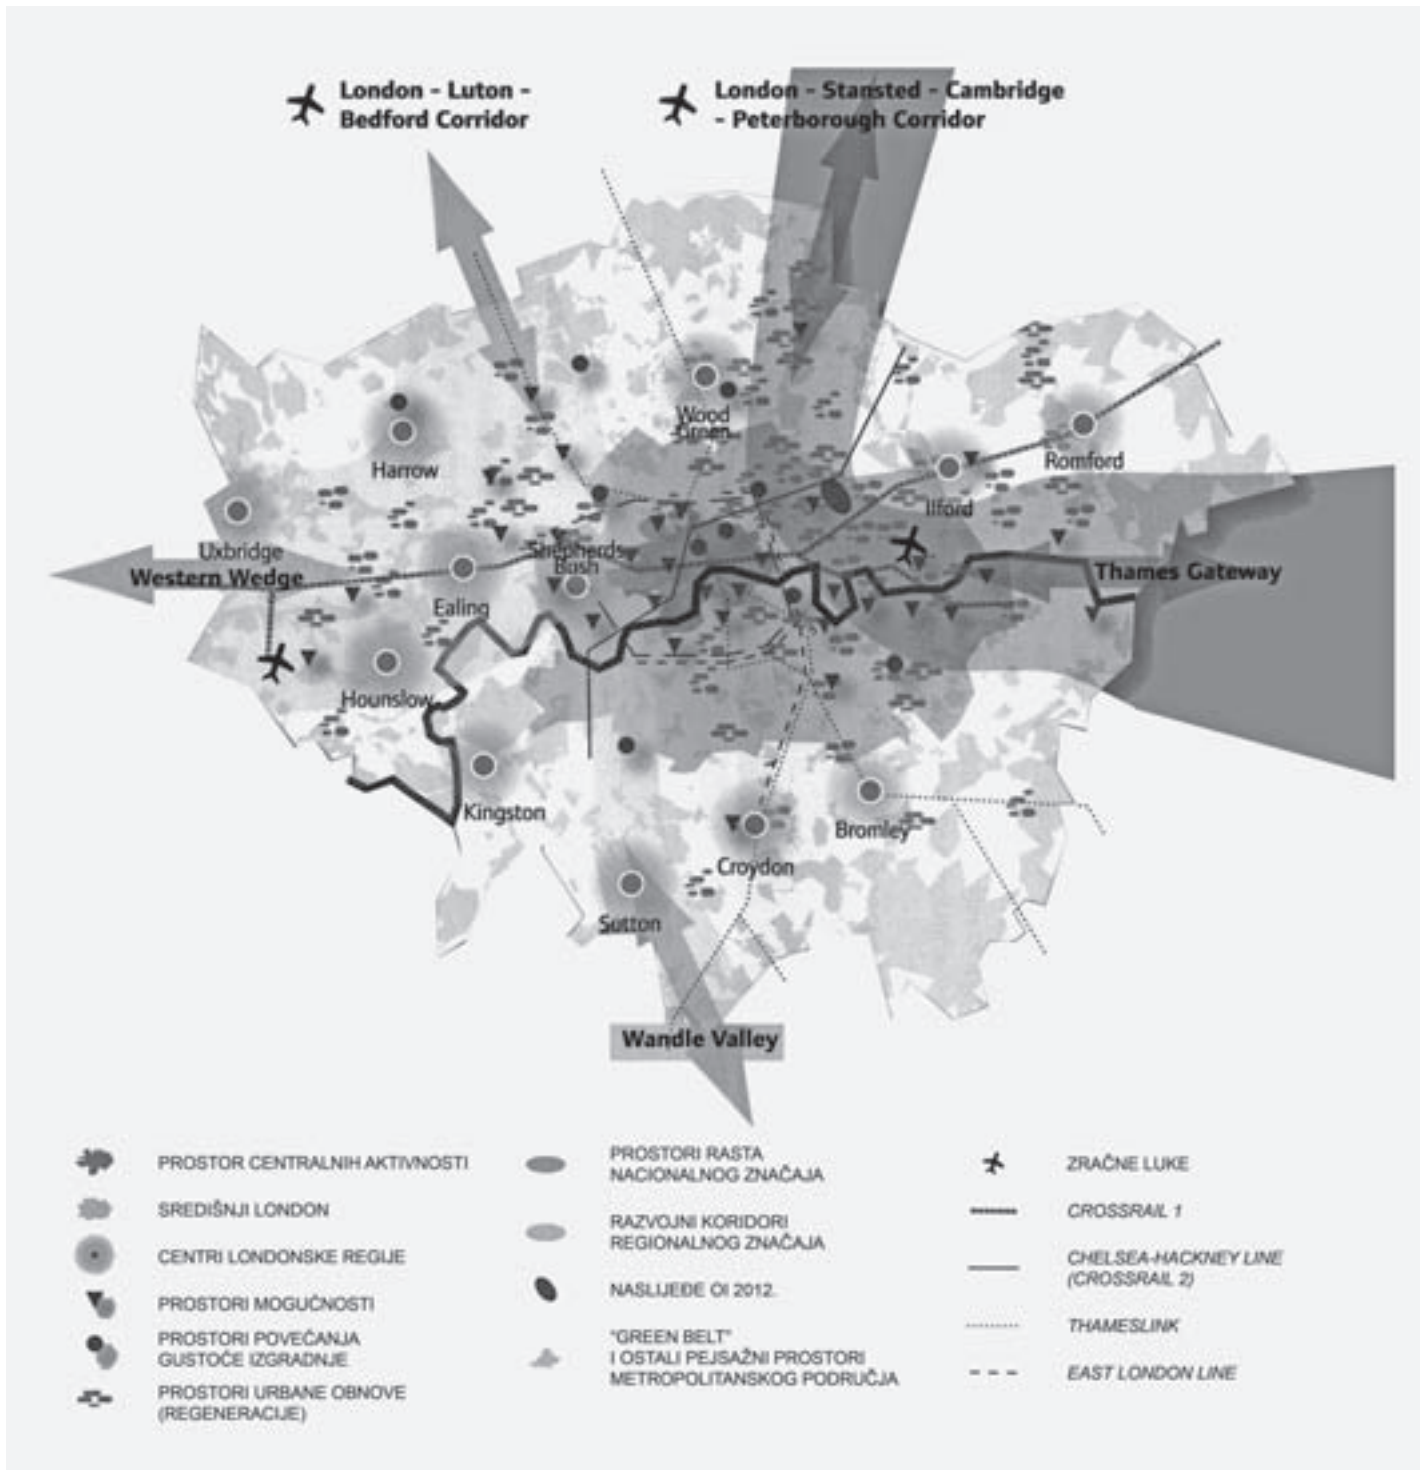 London - Luton -
Bedford Corridor
London - Stansted - Cambridge
- Peterborough Corridor
Wood
Green
Harrow
Romford
Ilford
Uxbridge
Shepherds
Bush
Western Wedge
Thames Gateway
Ealing
Hounslow
Kingston
Bromley
Croydon
Sutton
Wandle Valley
PROSTOR CENTRALNIH AKTIVNOSTI
SREDIŠNJI LONDON
CENTRI LONDONSKE REGIJE
PROSTORI MOGUĆNOSTI
PROSTORI POVEĆANJA
GUSTOĆE IZGRADNJE
PROSTORI URBANE OBNOVE
(REGENERACIJE)
PROSTORI RASTA
NACIONALNOG ZNAČAJA
RAZVOJNI KORIDORI
REGIONALNOG ZNAČAJA
NASLIJEĐE OI 2012.
"GREEN BELT"
I OSTALI PEJSAŽNI PROSTORI
METROPOLITANSKOG PODRUČJA
ZRAČNE LUKE
CROSSRAIL 1
CHELSEA-HACKNEY LINE
(CROSSRAIL 2)
THAMESLINK
EAST LONDON LINE